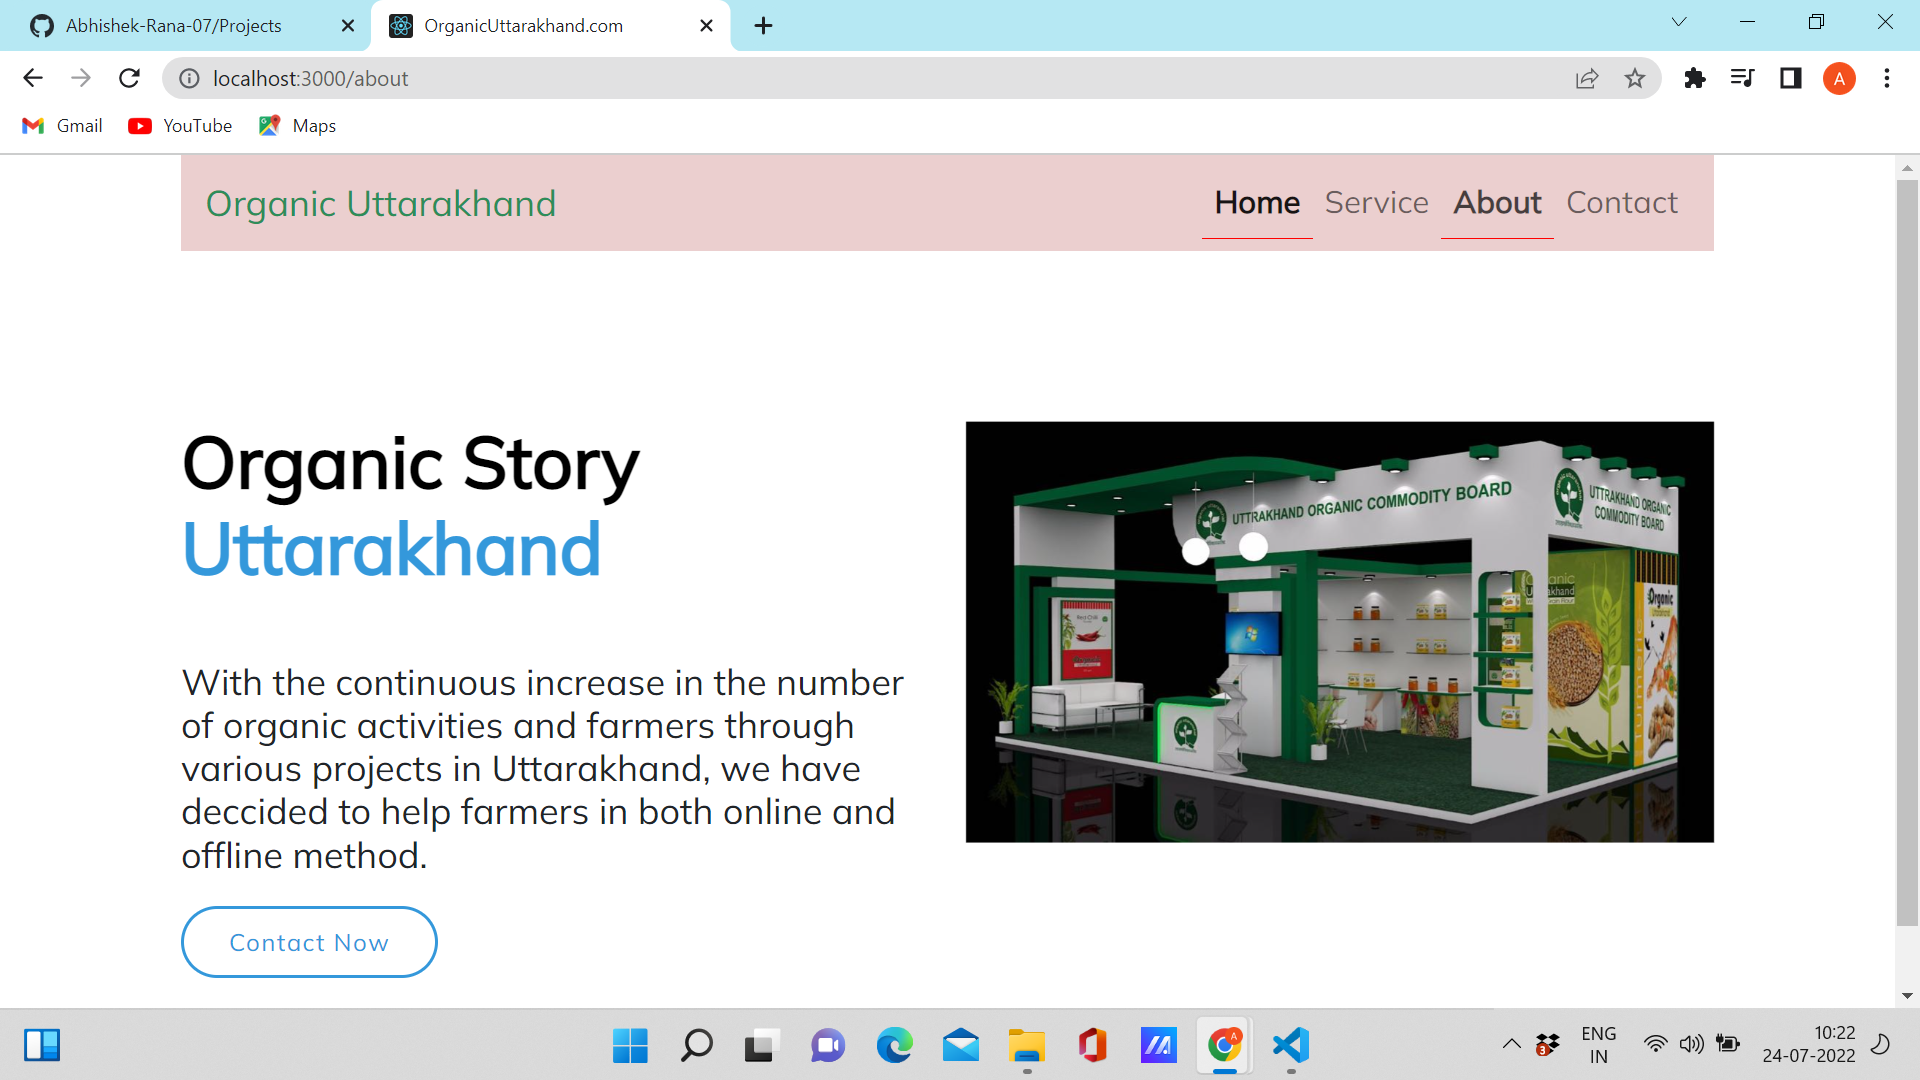 Abhishek-Rana-07/Projects
OrganicUttarakhand.com
localhost:3000/about
A
Gmail
YouTube
Maps
Organic Uttarakhand
Home
Service
About
Contact
Organic Story
Uttarakhand
With the continuous increase in the number
of organic activities and farmers through
various projects in Uttarakhand, we have
deccided to help farmers in both online and
offline method.
Contact Now
UTTRAKHAND ORGANIC COMMODITY BOARD
UTTRAKHAND ORGANIC
COMMODITY BOARD
Organic
A
3
ENG
IN
10:22
24-07-2022